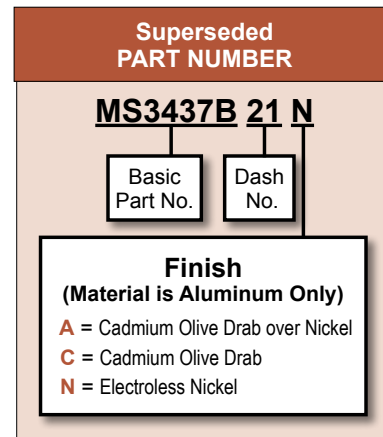 Superseded
PART NUMBER
MS3437B 21 N
Basic Part No.
Dash No.
Finish
(Material is Aluminum Only)
A = Cadmium Olive Drab over Nickel
C = Cadmium Olive Drab
N = Electroless Nickel